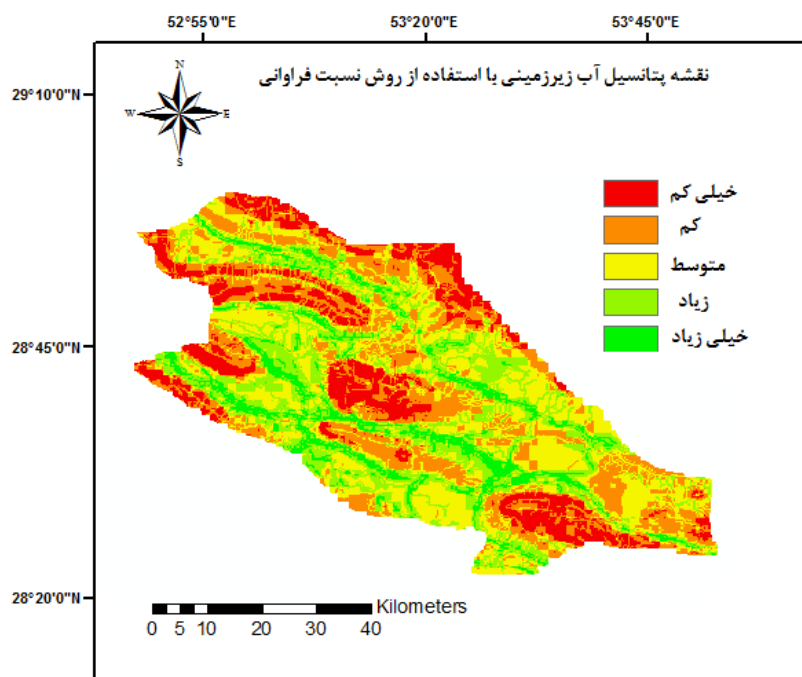 52°55'0"E 53°20'0"E 53°45'0"E
نقشه پتانسیل آب زیرزمینی با استفاده از روش نسبت فراوانی
29°10'0"N
N
W E
S
خیلی کم
کم
متوسط
زیاد
خیلی زیاد
28°45'0"N
28°20'0"N
Kilometers
0 5 10 20 30 40